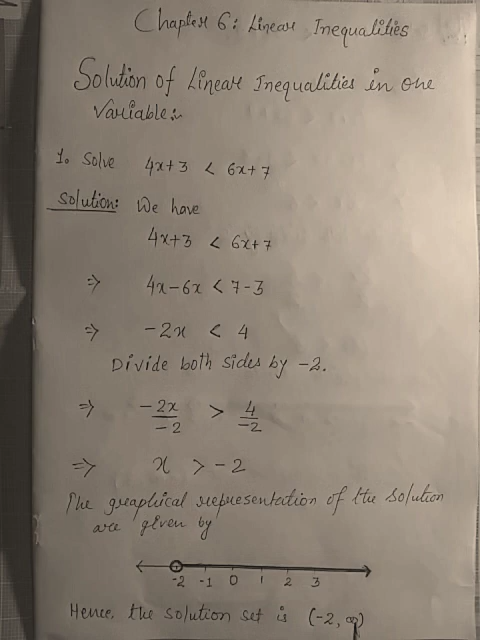 Chapter 6: Linear Inequalities
Solution of Linear Inequalities in one
Variable:-
1. Solve 4x+3 < 6x+7
Solution: We have
4x+3 < 6x+7
⇒ 4x-6x < 7-3
⇒ -2x < 4
Divide both sides by -2.
⇒ -2x/-2 > 4/-2
⇒ x > -2
The graphical representation of the solution
are given by
-2 -1 0 1 2 3
Hence, the solution set is (-2, ∞)